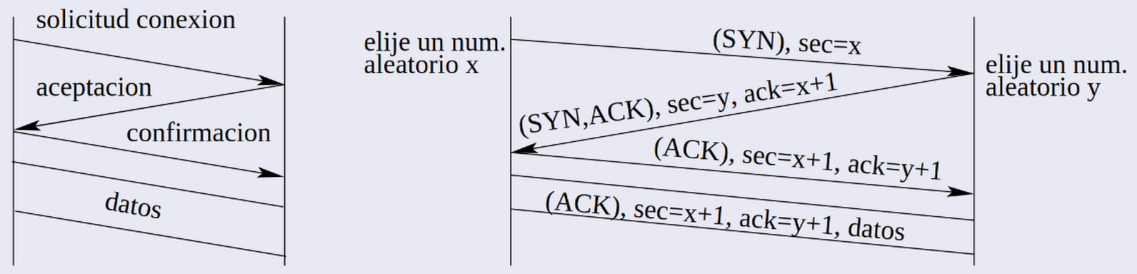 solicitud conexion
aceptacion
confirmacion
datos
elije un num.
aleatorio x
(SYN), sec=x
elije un num.
aleatorio y
(SYN,ACK), sec=y, ack=x+1
(ACK), sec=x+1, ack=y+1
(ACK), sec=x+1, ack=y+1, datos